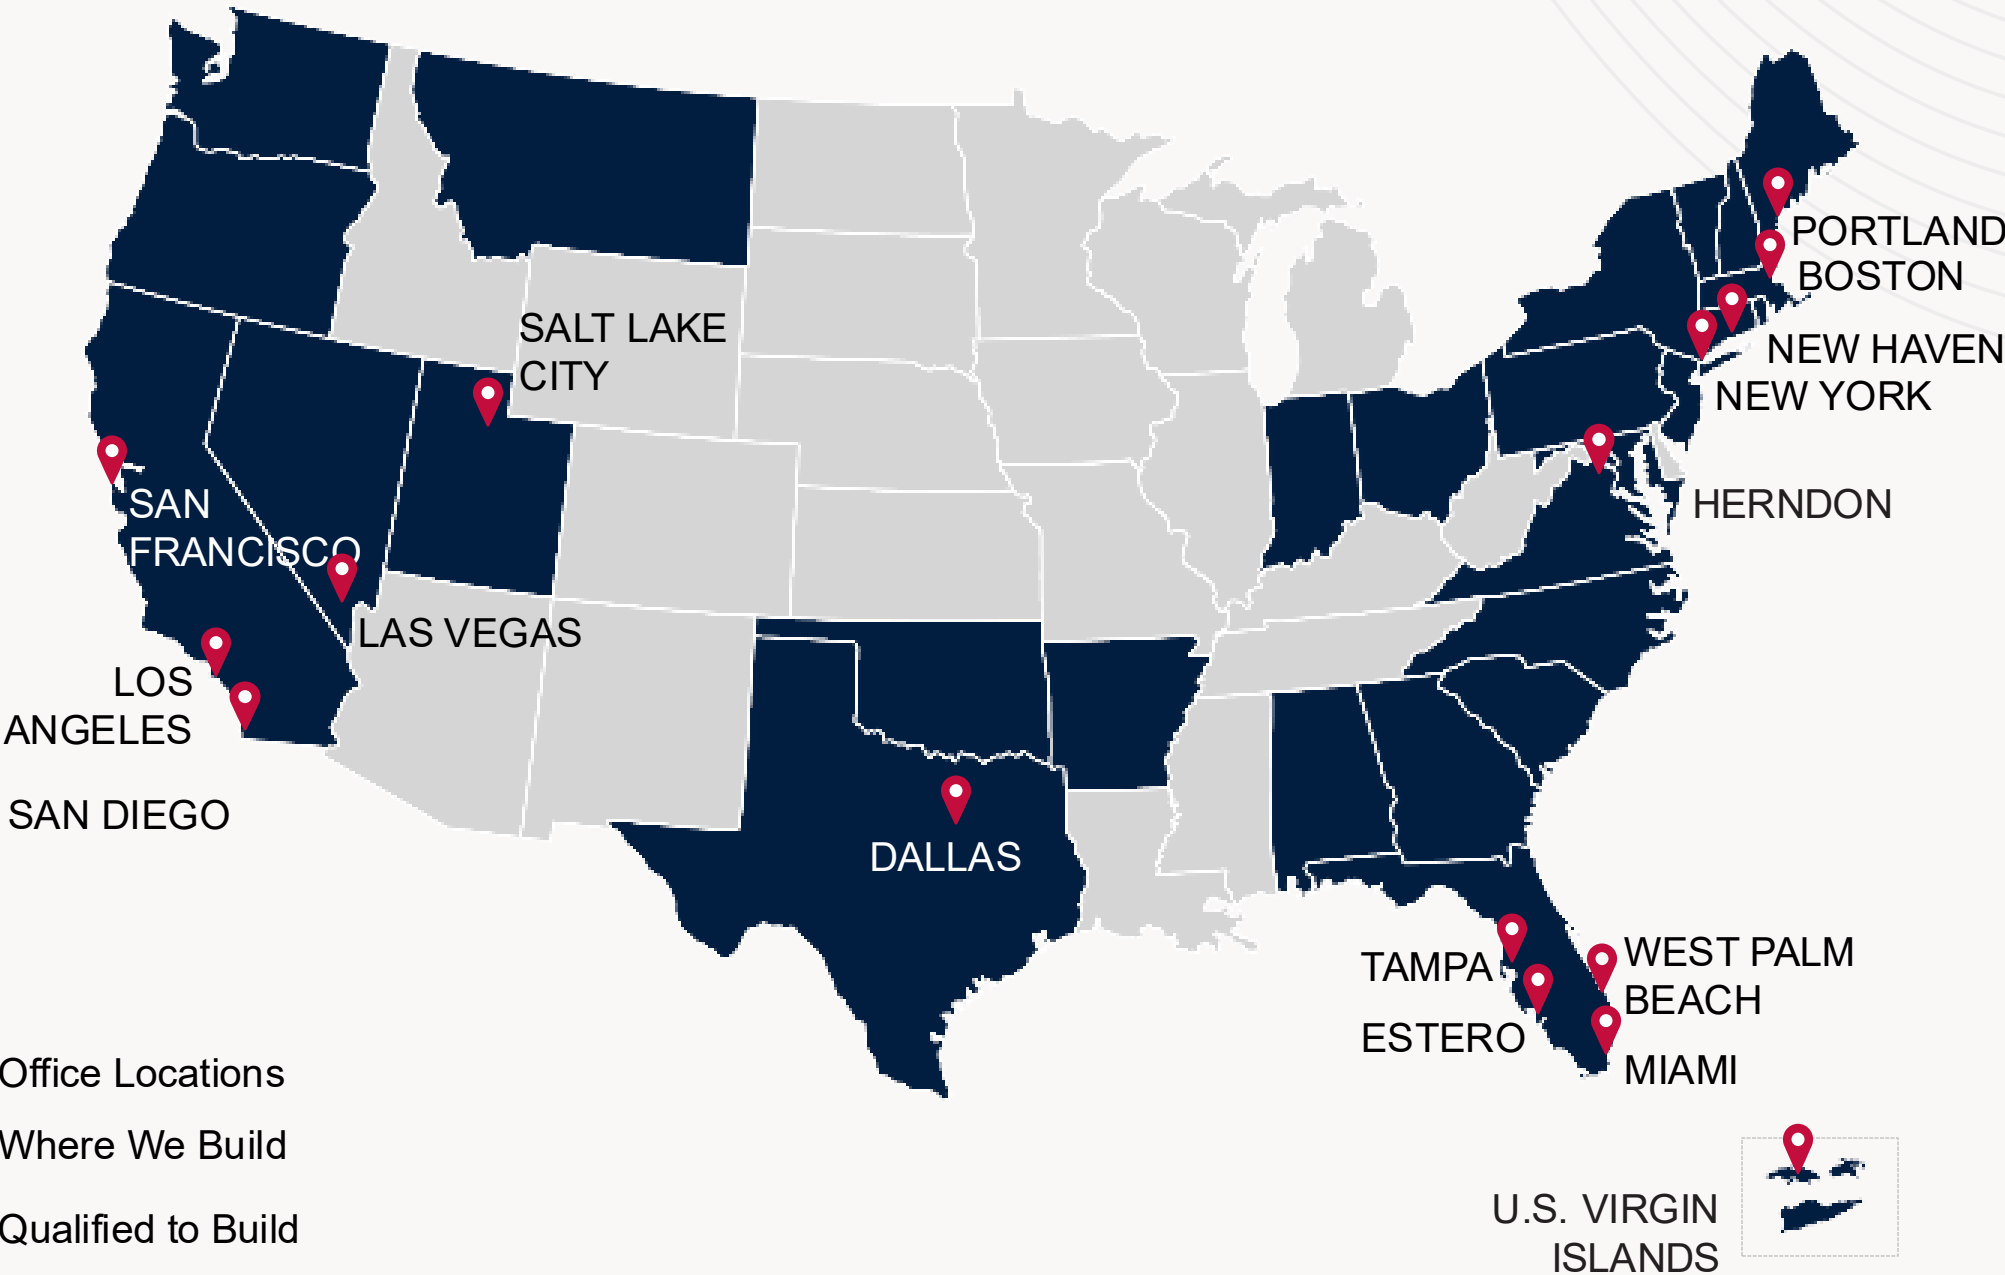 PORTLAND
BOSTON
SALT LAKE
CITY
NEW HAVEN
NEW YORK
SAN
FRANCISCO
HERNDON
LAS VEGAS
LOS
ANGELES
SAN DIEGO
DALLAS
TAMPA
WEST PALM
BEACH
ESTERO
MIAMI
Office Locations
Where We Build
Qualified to Build
U.S. VIRGIN
ISLANDS